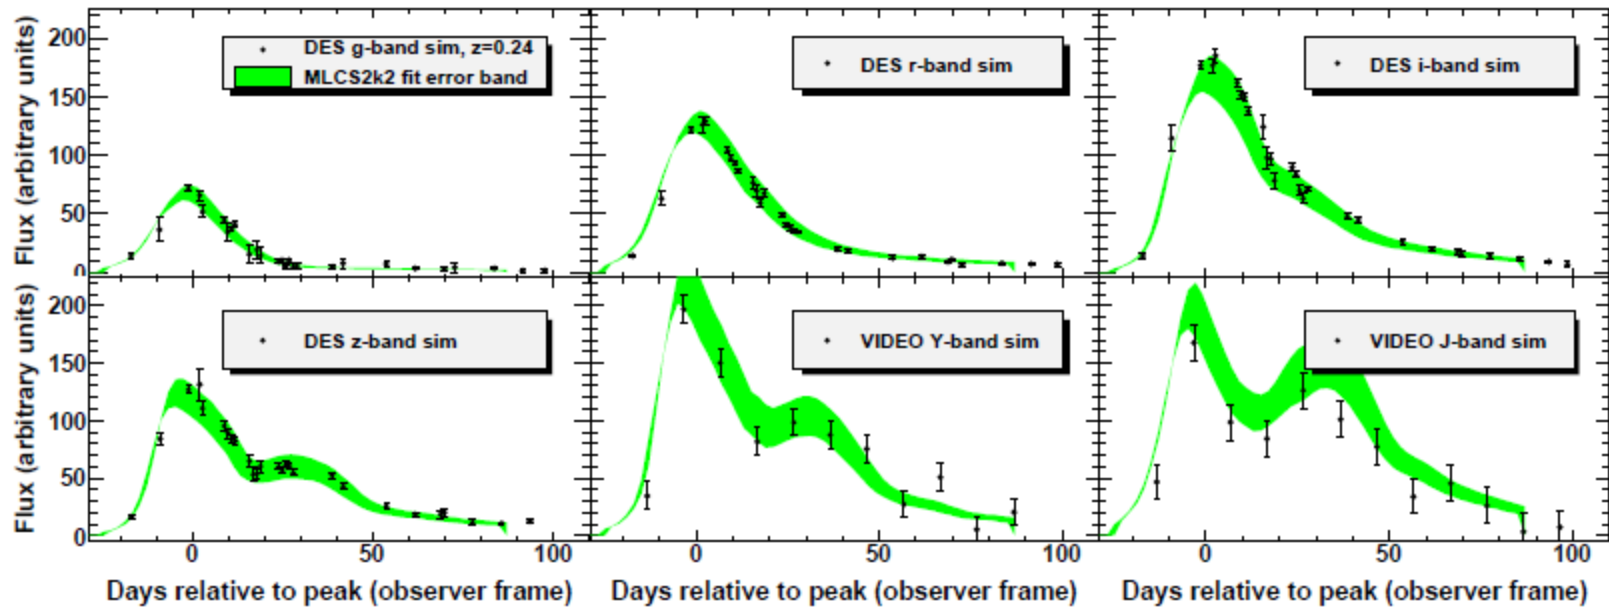 Flux (arbitrary units)
200
150
100
50
0
DES g-band sim, z=0.24
MLCS2k2 fit error band
DES r-band sim
DES i-band sim
Flux (arbitrary units)
200
150
100
50
0
DES z-band sim
VIDEO Y-band sim
VIDEO J-band sim
0 50 100 0 50 100 0 50 100
Days relative to peak (observer frame) Days relative to peak (observer frame) Days relative to peak (observer frame)